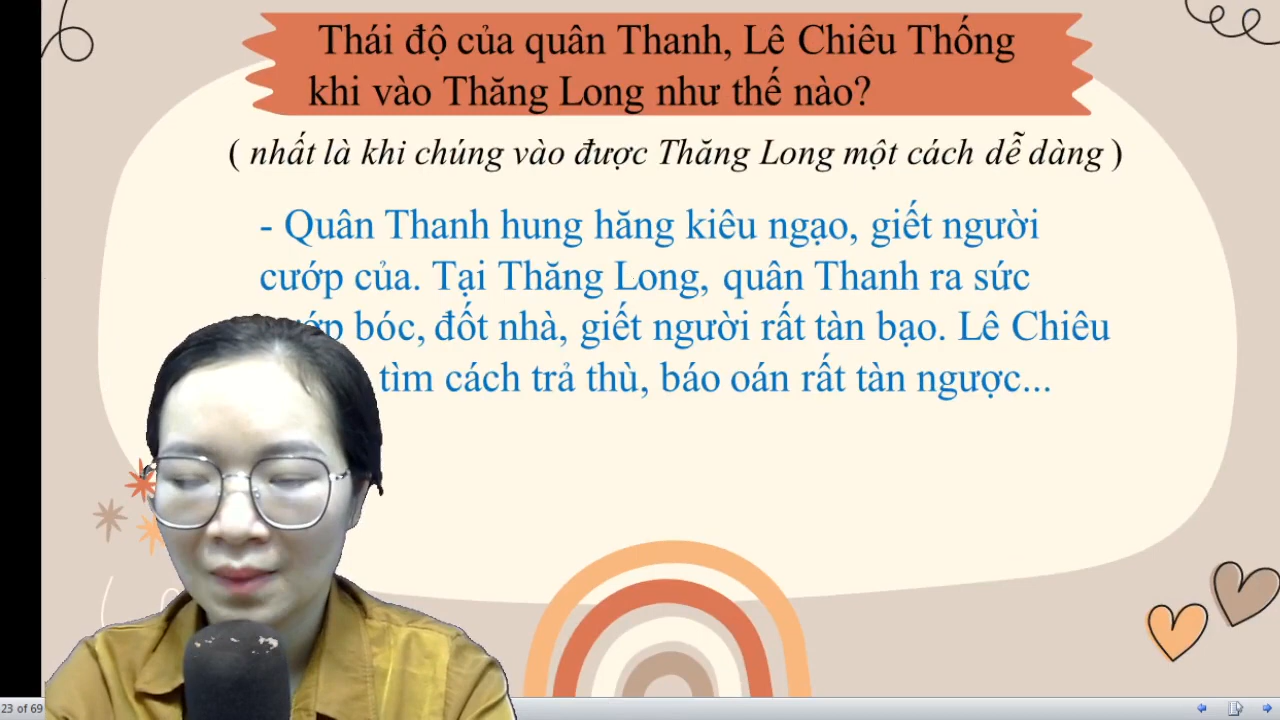 Thái độ của quân Thanh, Lê Chiêu Thống
khi vào Thăng Long như thế nào?
( nhất là khi chúng vào được Thăng Long một cách dễ dàng )
- Quân Thanh hung hăng kiêu ngạo, giết người
cướp của. Tại Thăng Long, quân Thanh ra sức
bóc, đốt nhà, giết người rất tàn bạo. Lê Chiêu
tìm cách trả thù, báo oán rất tàn ngược...
23 of 69